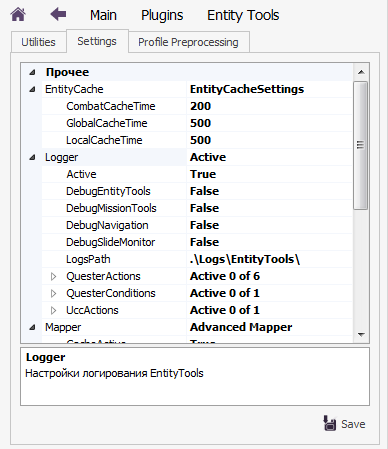 Main Plugins Entity Tools
Utilities Settings Profile Preprocessing
Прочее
EntityCache EntityCacheSettings
CombatCacheTime 200
GlobalCacheTime 500
LocalCacheTime 500
Logger Active
Active True
DebugEntityTools False
DebugMissionTools False
DebugNavigation False
DebugSlideMonitor False
LogsPath .\Logs\EntityTools\
QuesterActions Active 0 of 6
QuesterConditions Active 0 of 1
UccActions Active 0 of 1
Mapper Advanced Mapper
CacheActive True
Logger
Настройки логирования EntityTools
Save